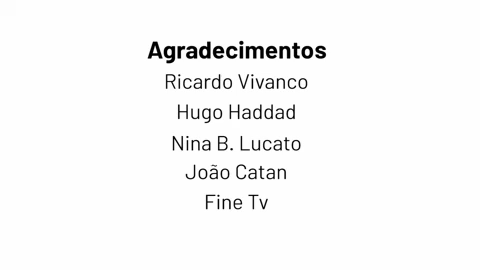 Agradecimentos
Ricardo Vivanco
Hugo Haddad
Nina B. Lucato
João Catan
Fine Tv